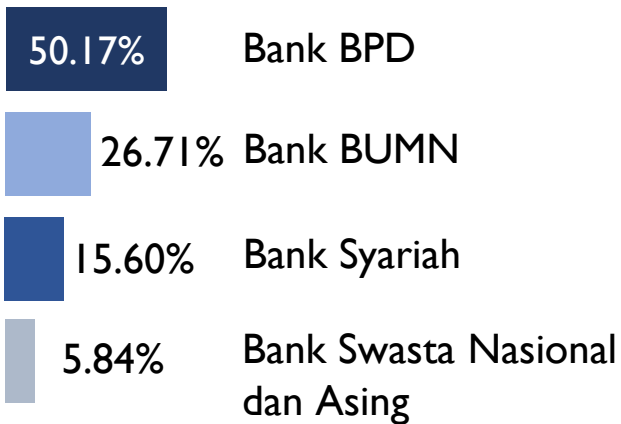 50.17% Bank BPD
26.71% Bank BUMN
15.60% Bank Syariah
5.84% Bank Swasta Nasional
dan Asing